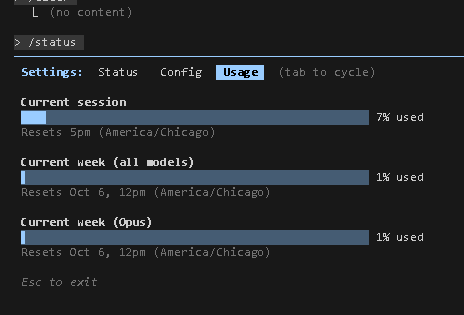 (no content)
> /status
Settings: Status Config Usage (tab to cycle)
Current session
7% used
Resets 5pm (America/Chicago)
Current week (all models)
1% used
Resets Oct 6, 12pm (America/Chicago)
Current week (Opus)
1% used
Resets Oct 6, 12pm (America/Chicago)
Esc to exit